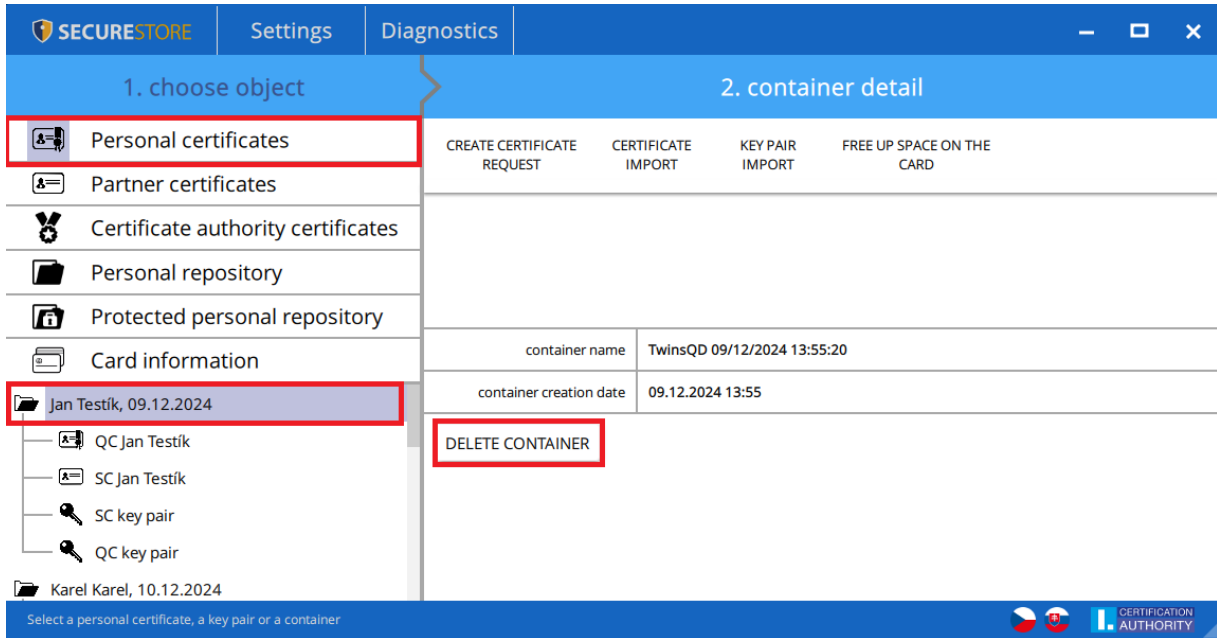 SECURESTORE
Settings
Diagnostics
1. choose object
2. container detail
Personal certificates
Partner certificates
Certificate authority certificates
Personal repository
Protected personal repository
Card information
Jan Testík, 09.12.2024
QC Jan Testík
SC Jan Testík
SC key pair
QC key pair
Karel Karel, 10.12.2024
CREATE CERTIFICATE
REQUEST
CERTIFICATE
IMPORT
KEY PAIR
IMPORT
FREE UP SPACE ON THE
CARD
container name
TwinsQD 09/12/2024 13:55:20
container creation date
09.12.2024 13:55
DELETE CONTAINER
Select a personal certificate, a key pair or a container
I.
CERTIFICATION
AUTHORITY